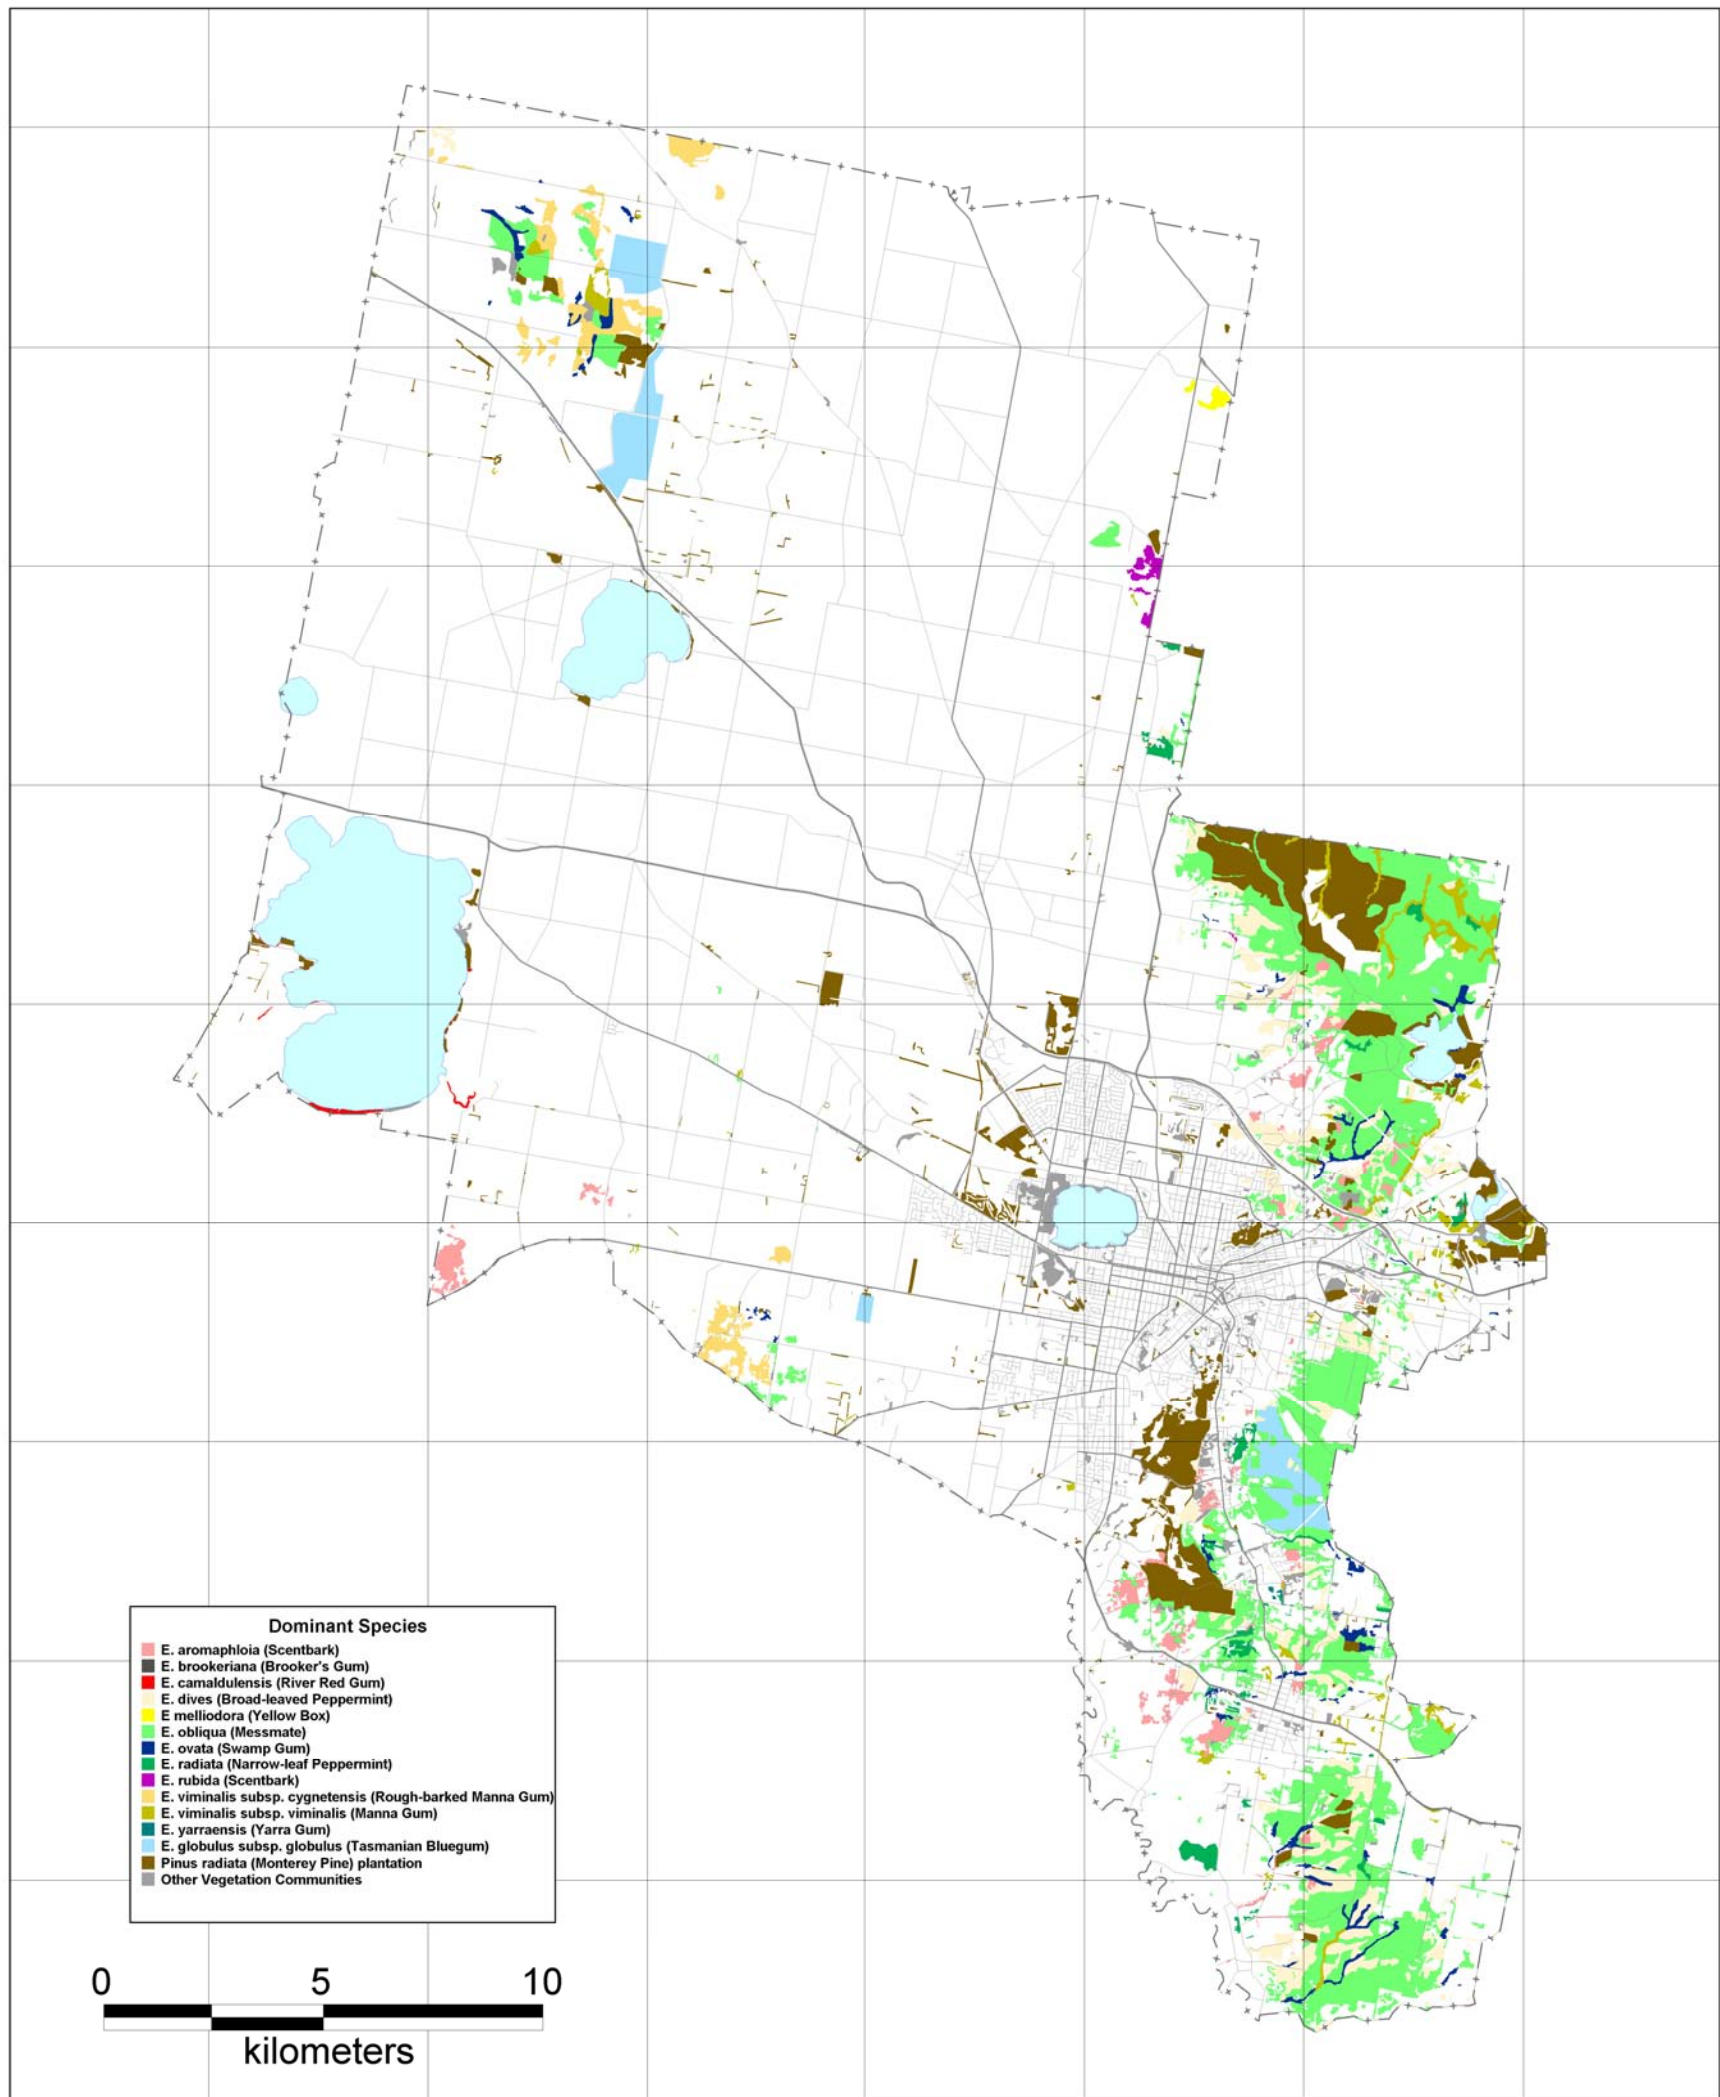 Dominant Species
E. aromaphloia (Scentbark)
E. brookeriana (Brooker's Gum)
E. camaldulensis (River Red Gum)
E. dives (Broad-leaved Peppermint)
E melliodora (Yellow Box)
E. obliqua (Messmate)
E. ovata (Swamp Gum)
E. radiata (Narrow-leaf Peppermint)
E. rubida (Scentbark)
E. viminalis subsp. cygnetensis (Rough-barked Manna Gum)
E. viminalis subsp. viminalis (Manna Gum)
E. yarraensis (Yarra Gum)
E. globulus subsp. globulus (Tasmanian Bluegum)
Pinus radiata (Monterey Pine) plantation
Other Vegetation Communities
0 5 10
kilometers